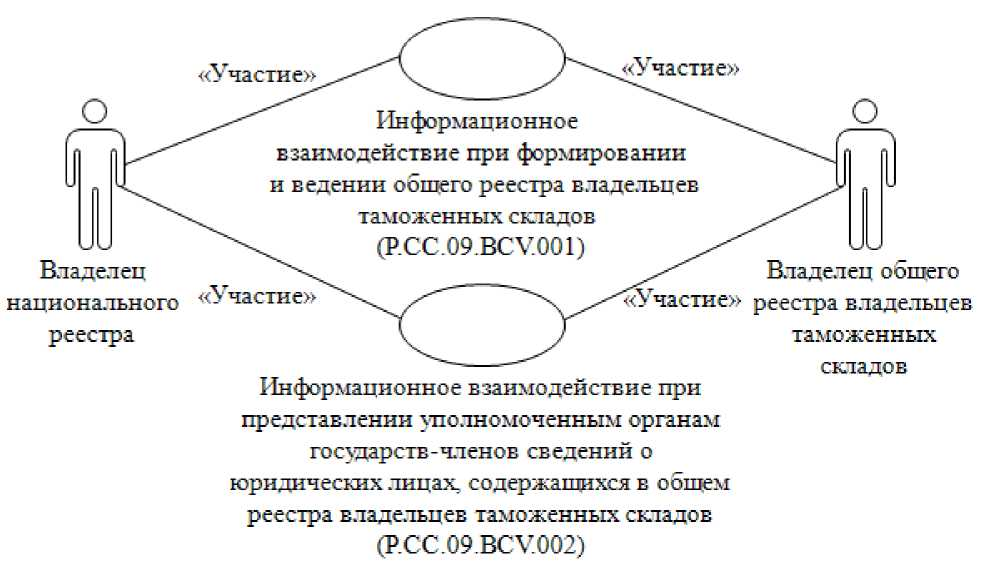 «Участие»
«Участие»
Информационное
взаимодействие при формировании
и ведении общего реестра владельцев
таможенных складов
(P.CC.09.BCV.001)
Владелец
национального
реестра
Владелец общего
реестра владельцев
таможенных
складов
«Участие»
«Участие»
Информационное взаимодействие при
представлении уполномоченным органам
государств-членов сведений о
юридических лицах, содержащихся в общем
реестра владельцев таможенных складов
(P.CC.09.BCV.002)